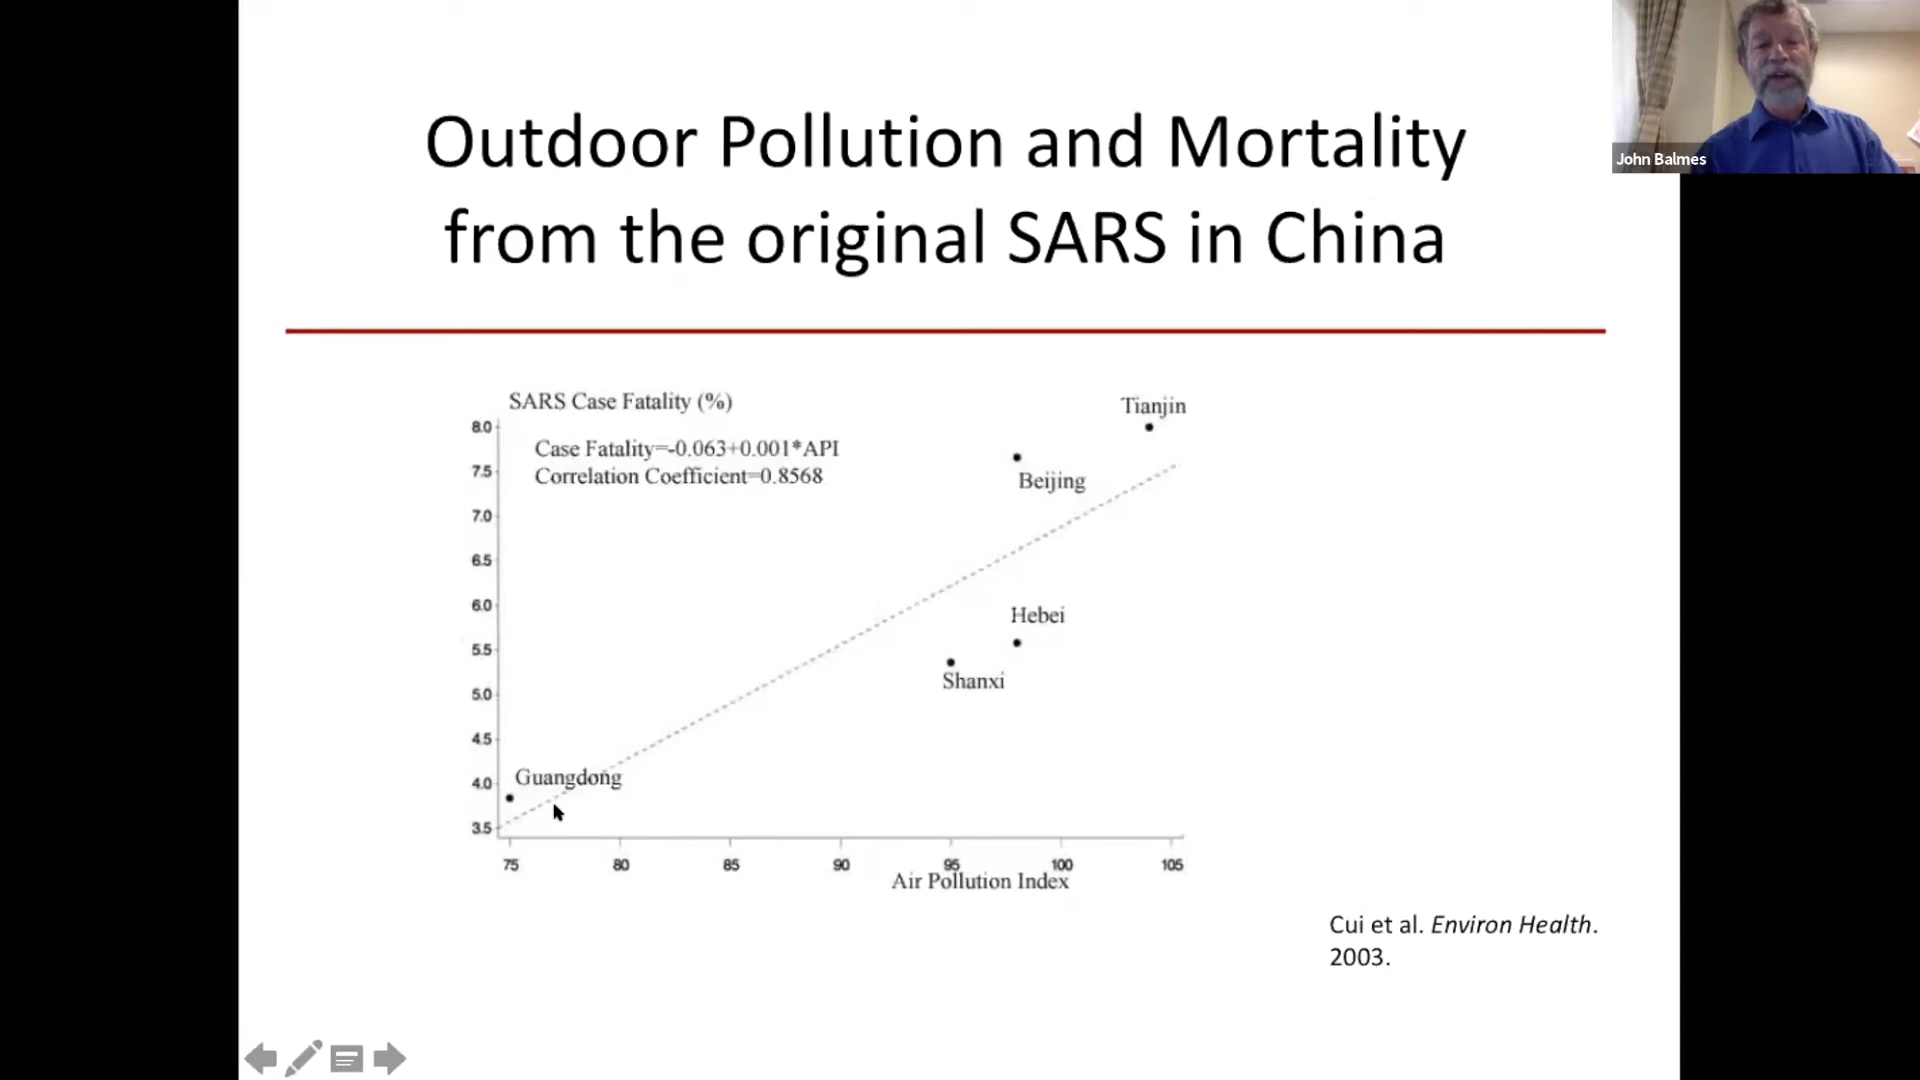 Outdoor Pollution and Mortality
from the original SARS in China
John Balmes
SARS Case Fatality (%)
Case Fatality=-0.063+0.001*API
Correlation Coefficient=0.8568
8.0
7.5
7.0
6.5
6.0
5.5
5.0
4.5
4.0
3.5
Tianjin
Beijing
Hebei
Shanxi
Guangdong
75 80 85 90 95 100 105
Air Pollution Index
Cui et al. Environ Health.
2003.